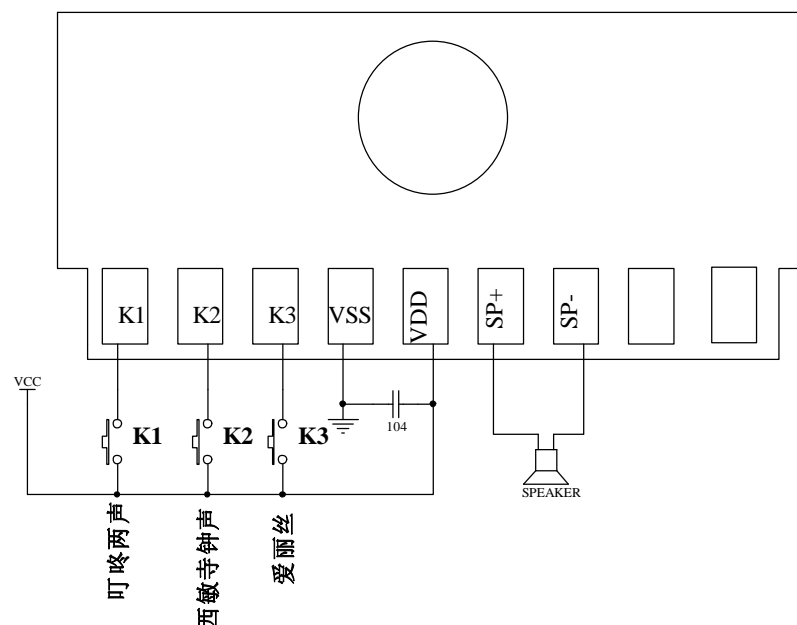 K1
K2
K3
VSS
VDD
SP+
SP-
VCC
K1
K2
K3
104
SPEAKER
叮咚两声
西敏寺钟声
爱丽丝